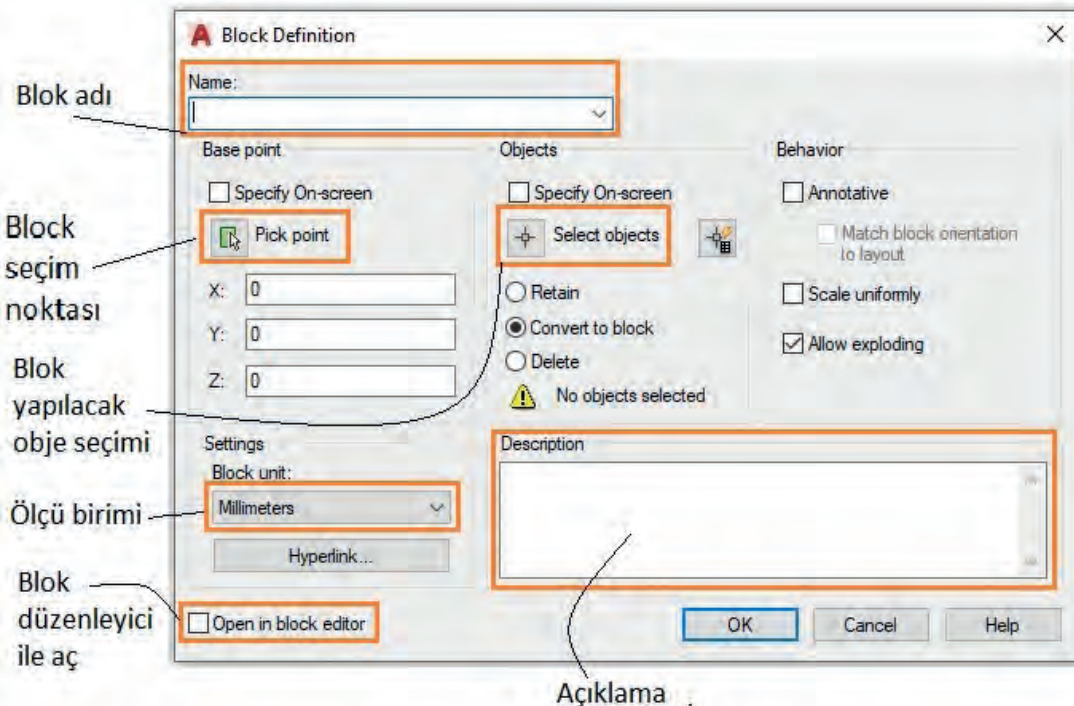 Block Definition
Name:
Blok adı
Base point
Specify On-screen
Pick point
Block
seçim
noktası
X: 0
Y: 0
Z: 0
Objects
Specify On-screen
Select objects
Retain
Convert to block
Delete
No objects selected
Blok
yapılacak
obje seçimi
Behavior
Annotative
Match block orientation
to layout
Scale uniformly
Allow exploding
Settings
Block unit:
Millimeters
Ölçü birimi
Hyperlink...
Description
Açıklama
Blok
düzenleyici
ile aç
Open in block editor
OK
Cancel
Help